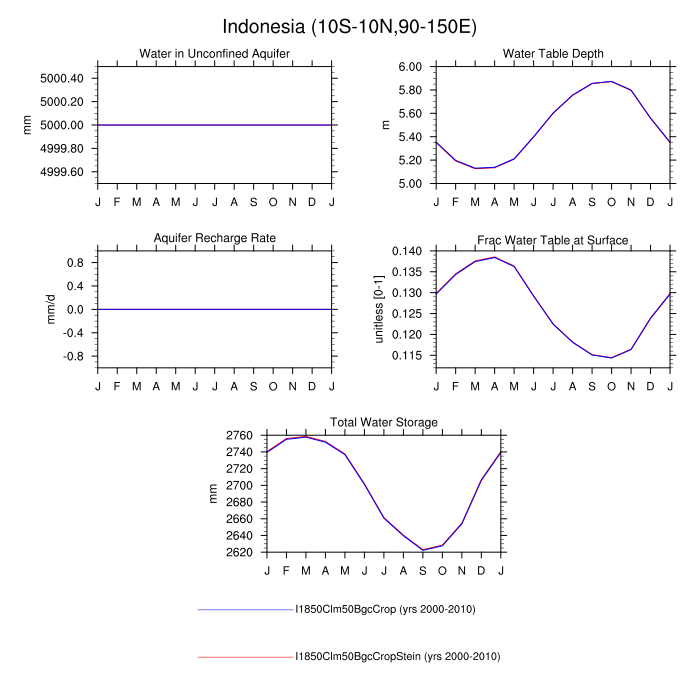 Indonesia (10S-10N,90-150E)
Water in Unconfined Aquifer
mm
5000.40
5000.20
5000.00
4999.80
4999.60
J F M A M J J A S O N D J
Water Table Depth
m
6.00
5.80
5.60
5.40
5.20
5.00
J F M A M J J A S O N D J
Aquifer Recharge Rate
mm/d
0.8
0.4
0.0
-0.4
-0.8
J F M A M J J A S O N D J
Frac Water Table at Surface
unitless [0-1]
0.140
0.135
0.130
0.125
0.120
0.115
J F M A M J J A S O N D J
Total Water Storage
mm
2760
2740
2720
2700
2680
2660
2640
2620
J F M A M J J A S O N D J
I1850Clm50BgcCrop (yrs 2000-2010)
I1850Clm50BgcCropStein (yrs 2000-2010)